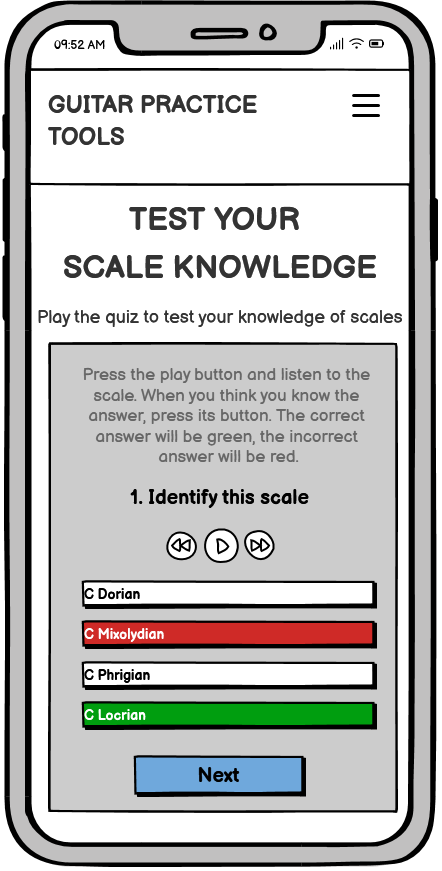 09:52 AM
GUITAR PRACTICE
TOOLS
TEST YOUR
SCALE KNOWLEDGE
Play the quiz to test your knowledge of scales
Press the play button and listen to the
scale. When you think you know the
answer, press its button. The correct
answer will be green, the incorrect
answer will be red.
1. Identify this scale
C Dorian
C Mixolydian
C Phrigian
C Locrian
Next